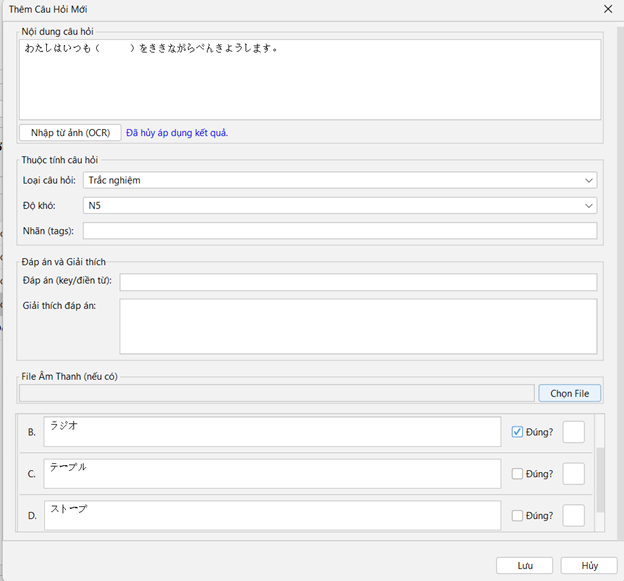 Thêm Câu Hỏi Mới
Nội dung câu hỏi
わたしはいつも（　　　）をききながらべんきょうします。
Nhập từ ảnh (OCR) Đã hủy áp dụng kết quả.
Thuộc tính câu hỏi
Loại câu hỏi: Trắc nghiệm
Độ khó: N5
Nhãn (tags):
Đáp án và Giải thích
Đáp án (key/điền từ):
Giải thích đáp án:
File Âm Thanh (nếu có)
Chọn File
B. ラジオ Đúng?
C. テーブル Đúng?
D. ストーブ Đúng?
Lưu Hủy